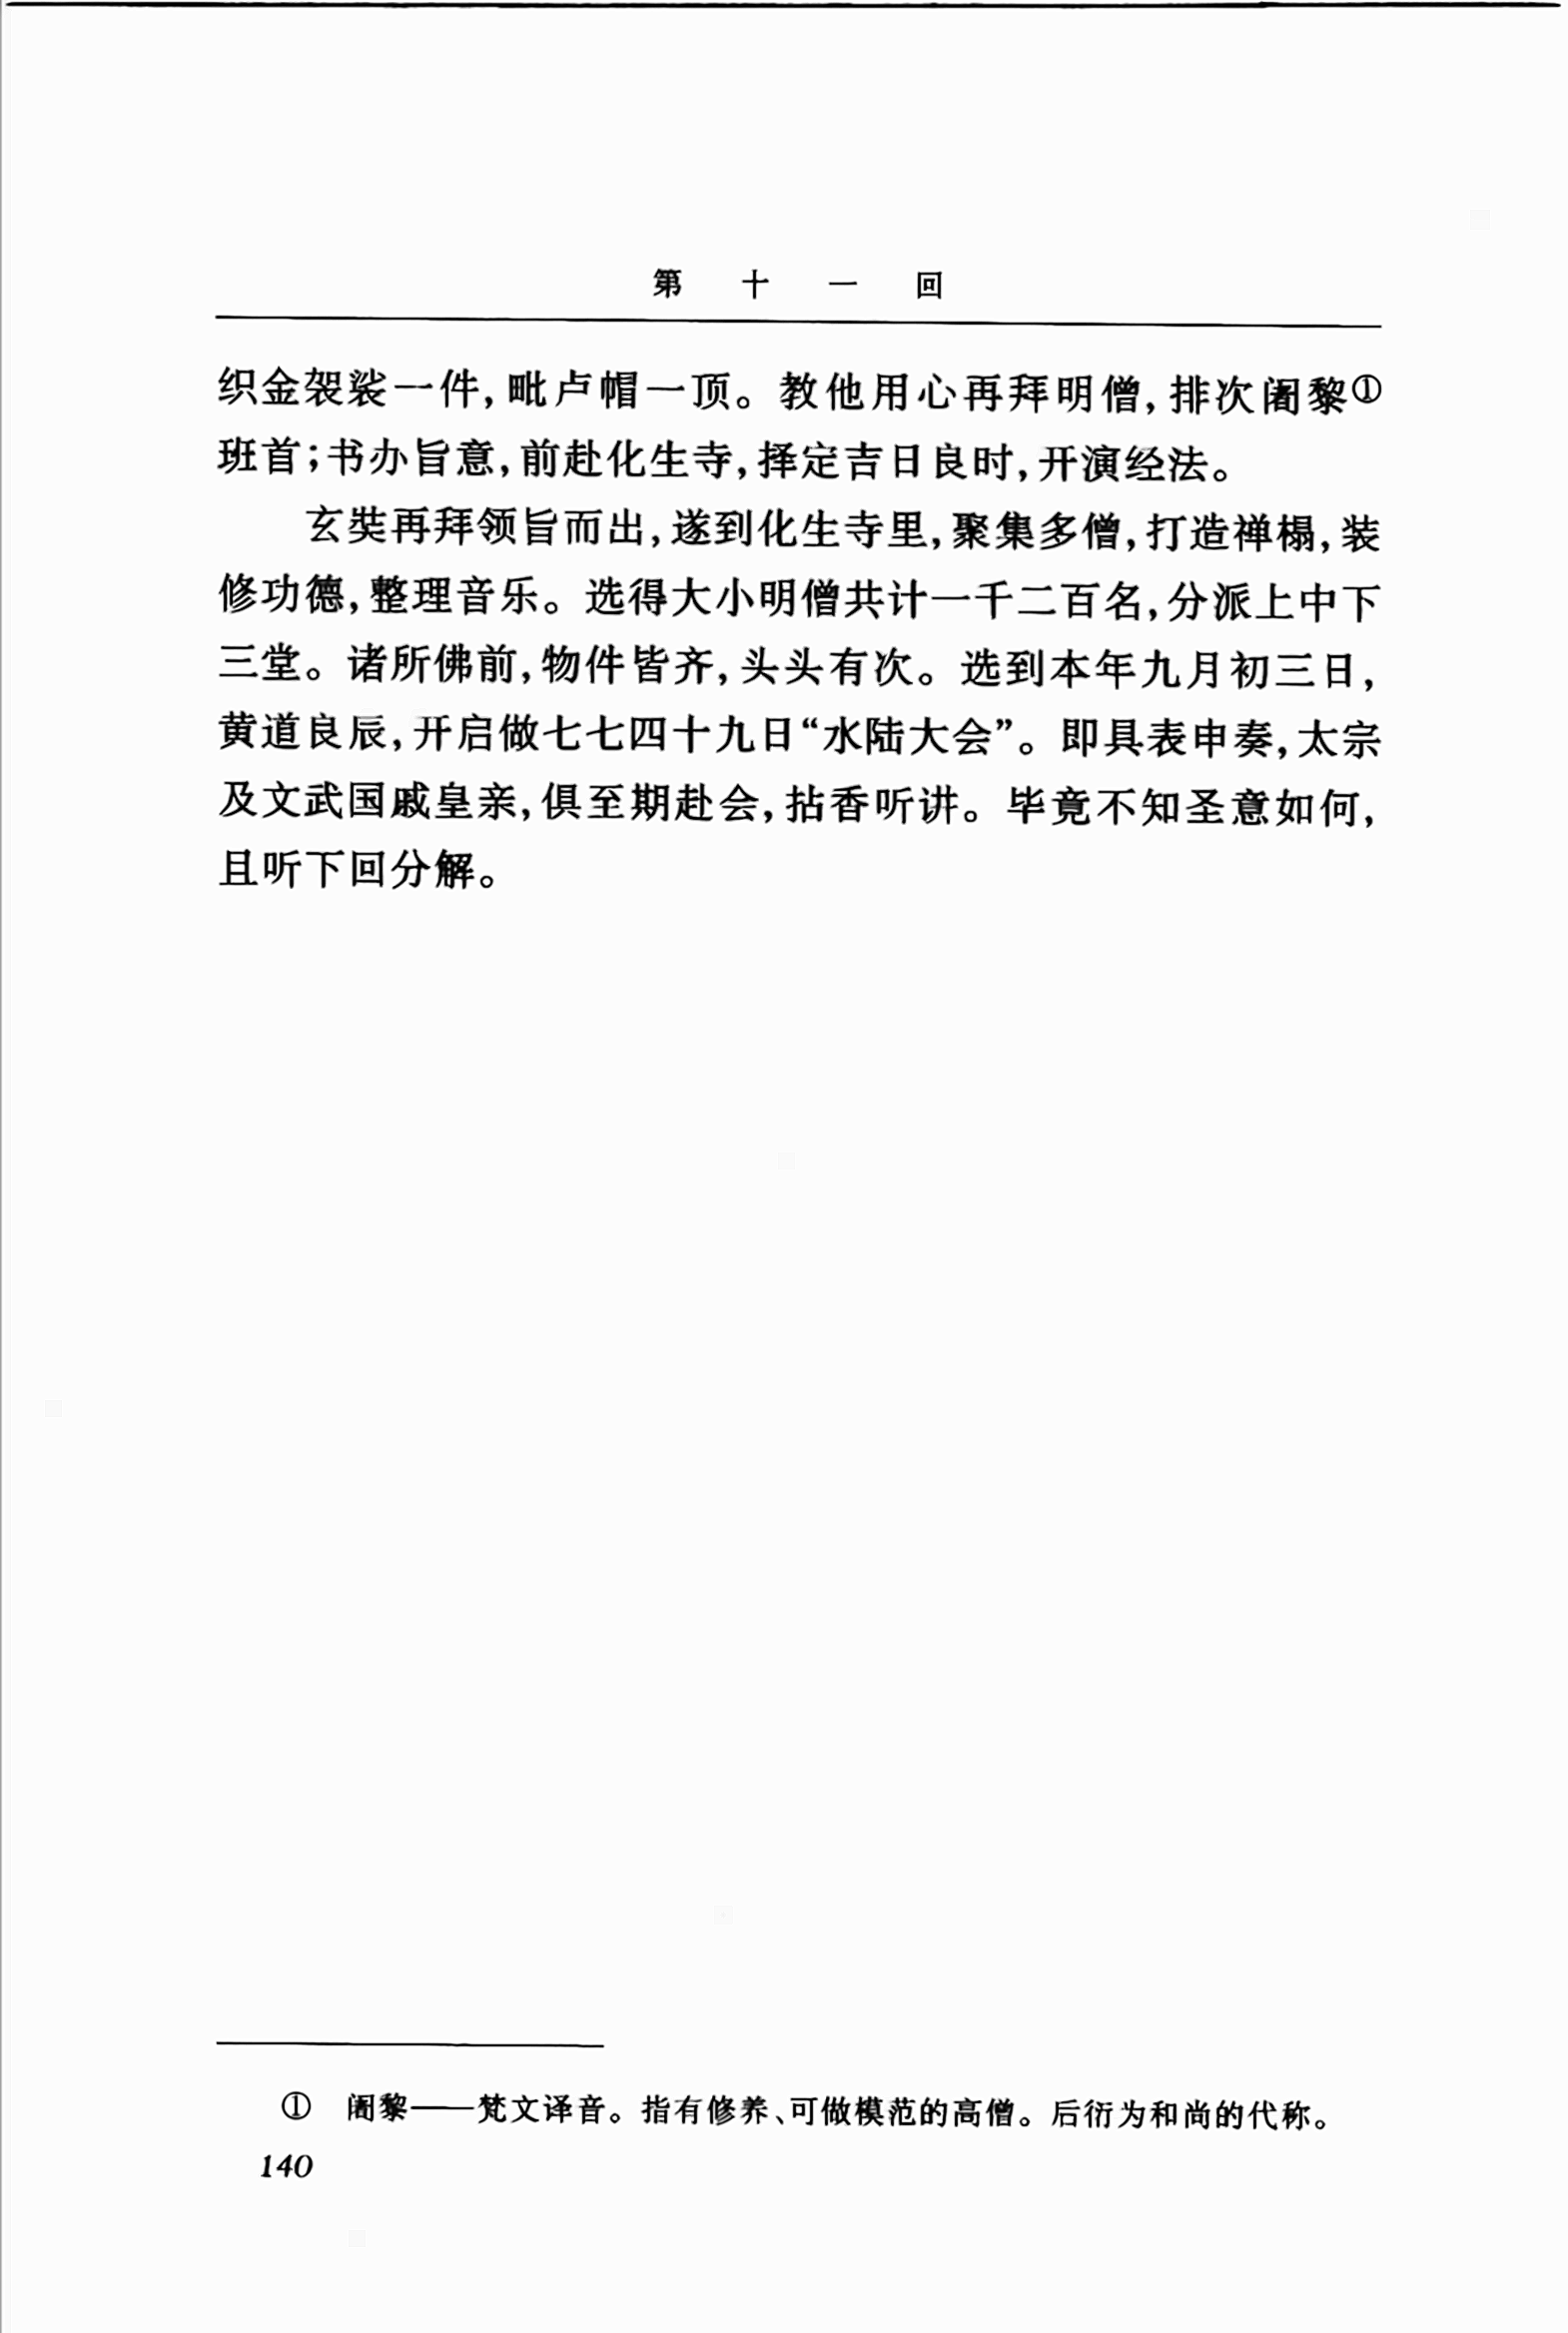 第十一回
织金袈裟一件,毗卢帽一顶。教他用心再拜明僧,排次阇黎①
班首;书办旨意,前赴化生寺,择定吉日良时,开演经法。
玄奘再拜领旨而出,遂到化生寺里,聚集多僧,打造禅榻,装
修功德,整理音乐。选得大小明僧共计一千二百名,分派上中下
三堂。诸所佛前,物件皆齐,头头有次。选到本年九月初三日,
黄道良辰,开启做七七四十九日“水陆大会”。即具表申奏,太宗
及文武国戚皇亲,俱至期赴会,拈香听讲。毕竟不知圣意如何,
且听下回分解。
① 阇黎——梵文译音。指有修养、可做模范的高僧。后衍为和尚的代称。
140